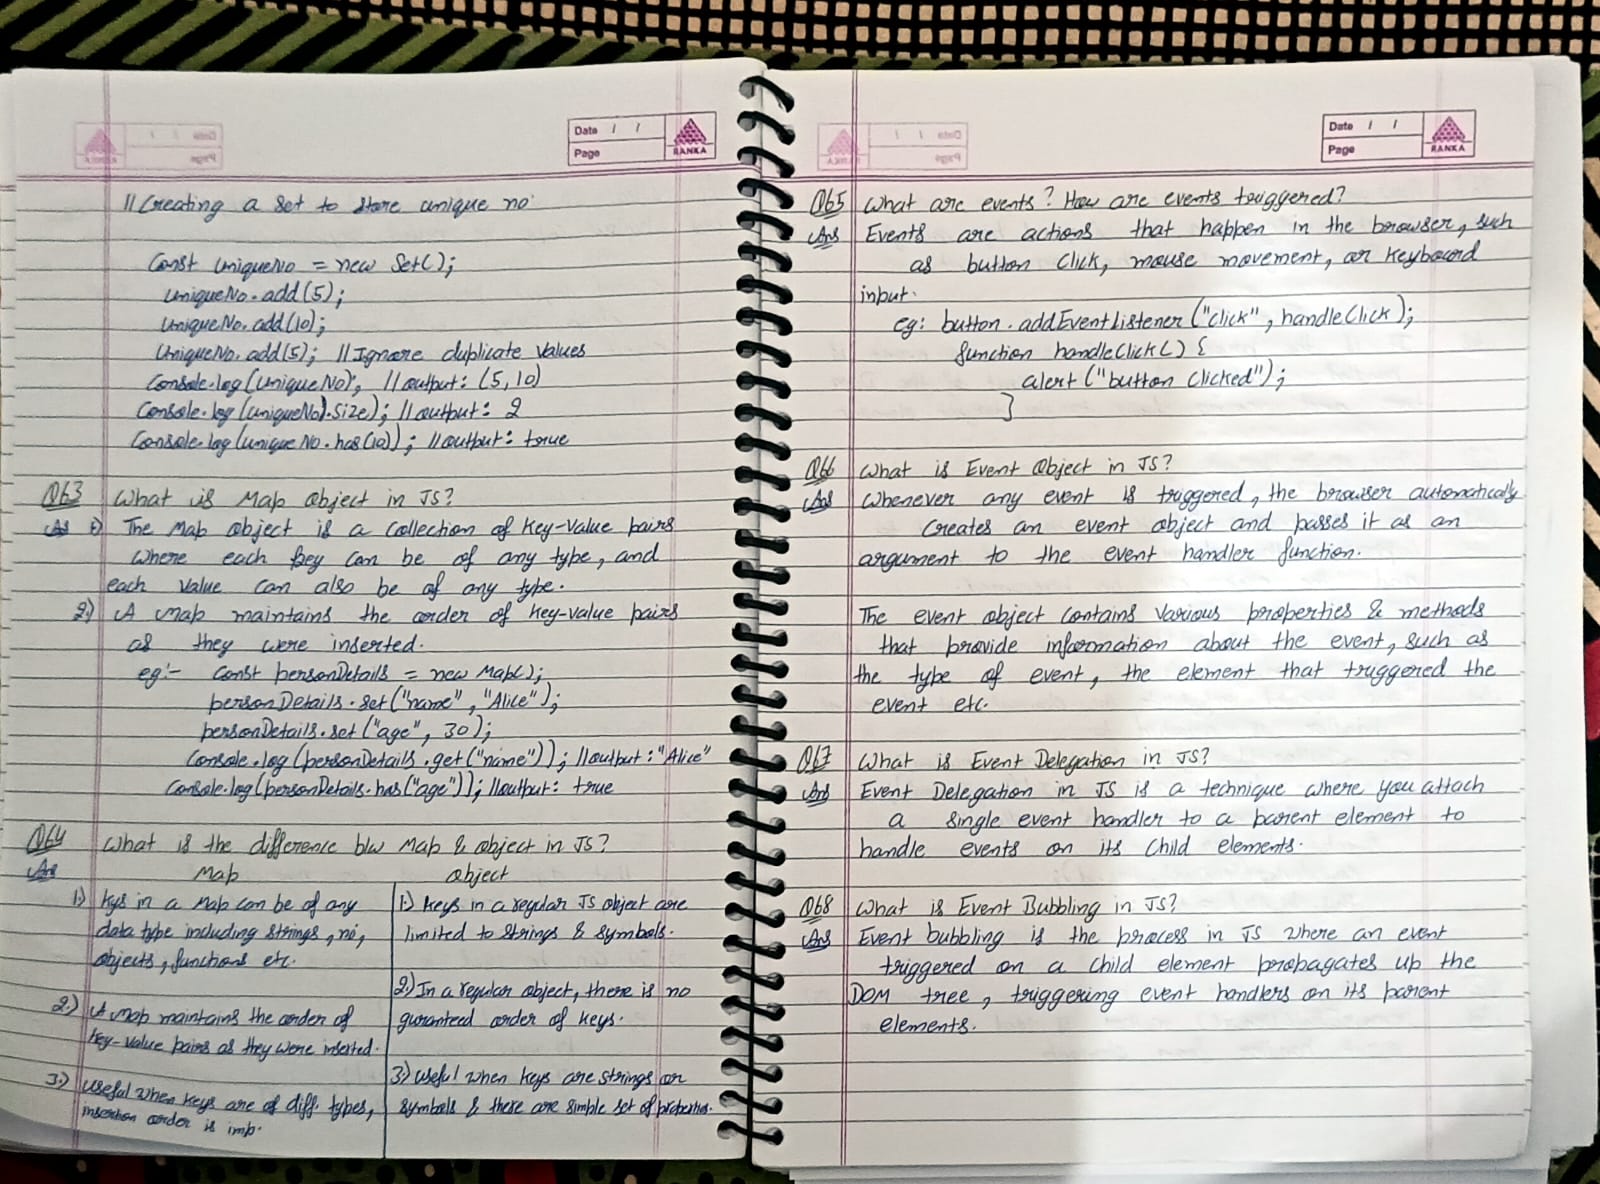 Date / /
Page
RANKA
// Creating a set to store unique no.
Const uniqueNo = new Set();
uniqueNo.add(5);
uniqueNo.add(10);
uniqueNo.add(5); // Ignore duplicate values
Console.log(uniqueNo); // output: (5, 10)
Console.log(uniqueNo).size); // output: 2
Console.log(unique No.has(10)); // output: true
Q63 What is Map object in JS?
Ans 1) The Map object is a collection of key-value pairs
where each key can be of any type, and
each value can also be of any type.
2.) A Map maintains the order of key-value pairs
as they were inserted.
eg:- Const personDetails = new Map();
personDetails.set("name", "Alice");
personDetails.set("age", 30);
Console.log(personDetails.get("name")); // output: "Alice"
Console.log(personDetails.has("age")); // output: true
Q64 What is the difference b/w Map & object in JS?
Ans Map object
1.) Kys in a Map can be of any
data type including strings, no.,
objects, functions etc.
2.) A Map maintains the order of
key-value pairs as they were inserted.
3.) Useful when keys are of diff. types,
insertion order is imp.
1.) Keys in a regular JS object are
limited to strings & symbols.
2.) In a regular object, there is no
guranteed order of keys.
3.) Useful when keys are strings or
symbols & there are simple set of properties.
Date / /
Page
RANKA
Q65 What are events? How are events triggered?
Ans Events are actions that happen in the browser, such
as button click, mouse movement, or keyboard
input.
eg: button.addEventListener("click", handleClick);
function handleClick() {
alert("button clicked");
}
Q66 What is Event Object in JS?
Ans Whenever any event is triggered, the browser automatically
creates an event object and passes it as an
argument to the event handler function.
The event object contains various properties & methods
that provide information about the event, such as
the type of event, the element that triggered the
event etc.
Q67 What is Event Delegation in JS?
Ans Event Delegation in JS is a technique where you attach
a single event handler to a parent element to
handle events on its child elements.
Q68 What is Event Bubbling in JS?
Ans Event bubbling is the process in JS where an event
triggered on a child element propagates up the
DOM tree, triggering event handlers on its parent
elements.